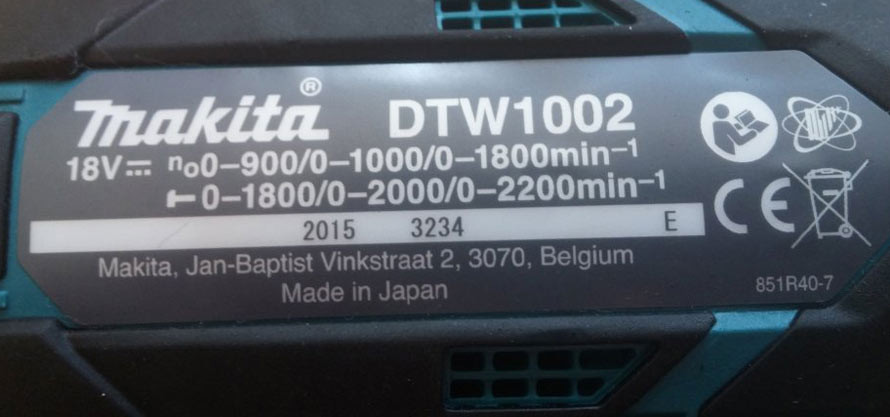 Makita®
DTW1002
18V⎓ n₀0–900/0–1000/0–1800min⁻¹
0–1800/0–2000/0–2200min⁻¹
2015 3234 E
CE
Makita, Jan-Baptist Vinkstraat 2, 3070, Belgium
Made in Japan
851R40-7